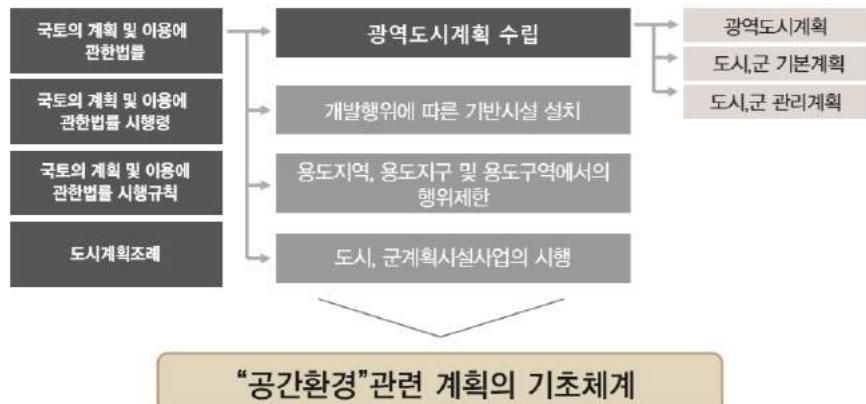 국토의 계획 및 이용에
관한법률
국토의 계획 및 이용에
관한법률 시행령
국토의 계획 및 이용에
관한법률 시행규칙
도시계획조례
광역도시계획 수립
개발행위에 따른 기반시설 설치
용도지역, 용도지구 및 용도구역에서의
행위제한
도시, 군계획시설사업의 시행
광역도시계획
도시,군 기본계획
도시,군 관리계획
“공간환경”관련 계획의 기초체계